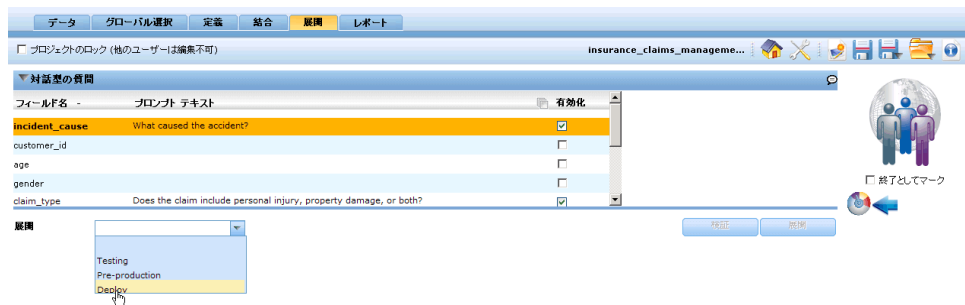 データ グローバル選択 定義 結合 展開 レポート
プロジェクトのロック (他のユーザーは編集不可) insurance_claims_manageme...
対話型の質問
フィールド名 - プロンプト テキスト 有効化
incident_cause What caused the accident?
customer_id
age
gender
claim_type Does the claim include personal injury, property damage, or both?
終了としてマーク
展開 検証 展開
Testing
Pre-production
Deploy